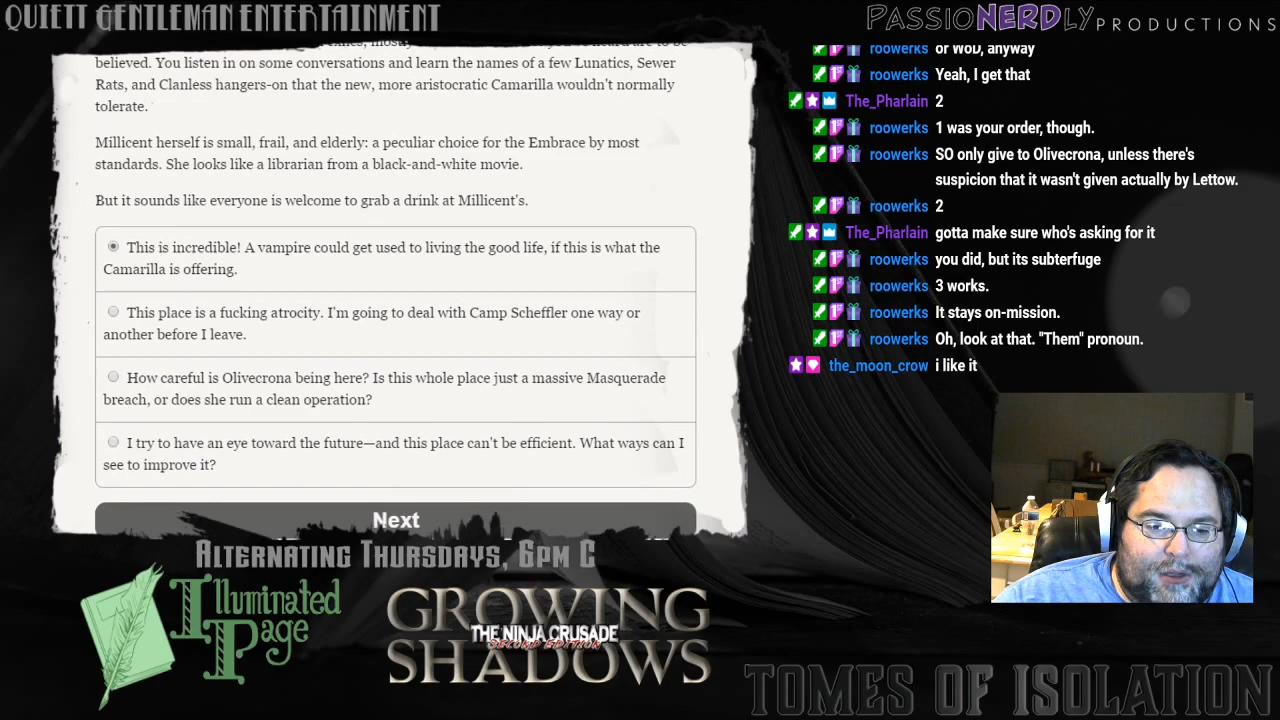 QUIETT GENTLEMAN ENTERTAINMENT
PASSIONERDLY PRODUCTIONS
believed. You listen in on some conversations and learn the names of a few Lunatics, Sewer
Rats, and Clanless hangers-on that the new, more aristocratic Camarilla wouldn't normally
tolerate.
Millicent herself is small, frail, and elderly: a peculiar choice for the Embrace by most
standards. She looks like a librarian from a black-and-white movie.
But it sounds like everyone is welcome to grab a drink at Millicent's.
This is incredible! A vampire could get used to living the good life, if this is what the
Camarilla is offering.
This place is a fucking atrocity. I'm going to deal with Camp Scheffler one way or
another before I leave.
How careful is Olivecrona being here? Is this whole place just a massive Masquerade
breach, or does she run a clean operation?
I try to have an eye toward the future—and this place can't be efficient. What ways can I
see to improve it?
Next
roowerks or WoD, anyway
roowerks Yeah, I get that
The_Pharlain 2
roowerks 1 was your order, though.
roowerks SO only give to Olivecrona, unless there's
suspicion that it wasn't given actually by Lettow.
roowerks 2
The_Pharlain gotta make sure who's asking for it
roowerks you did, but its subterfuge
roowerks 3 works.
roowerks It stays on-mission.
roowerks Oh, look at that. "Them" pronoun.
the_moon_crow i like it
ALTERNATING THURSDAYS, 6PM C
Illuminated
Page
GROWING
THE NINJA CRUSADE
SECOND EDITION
SHADOWS
TOMES OF ISOLATION